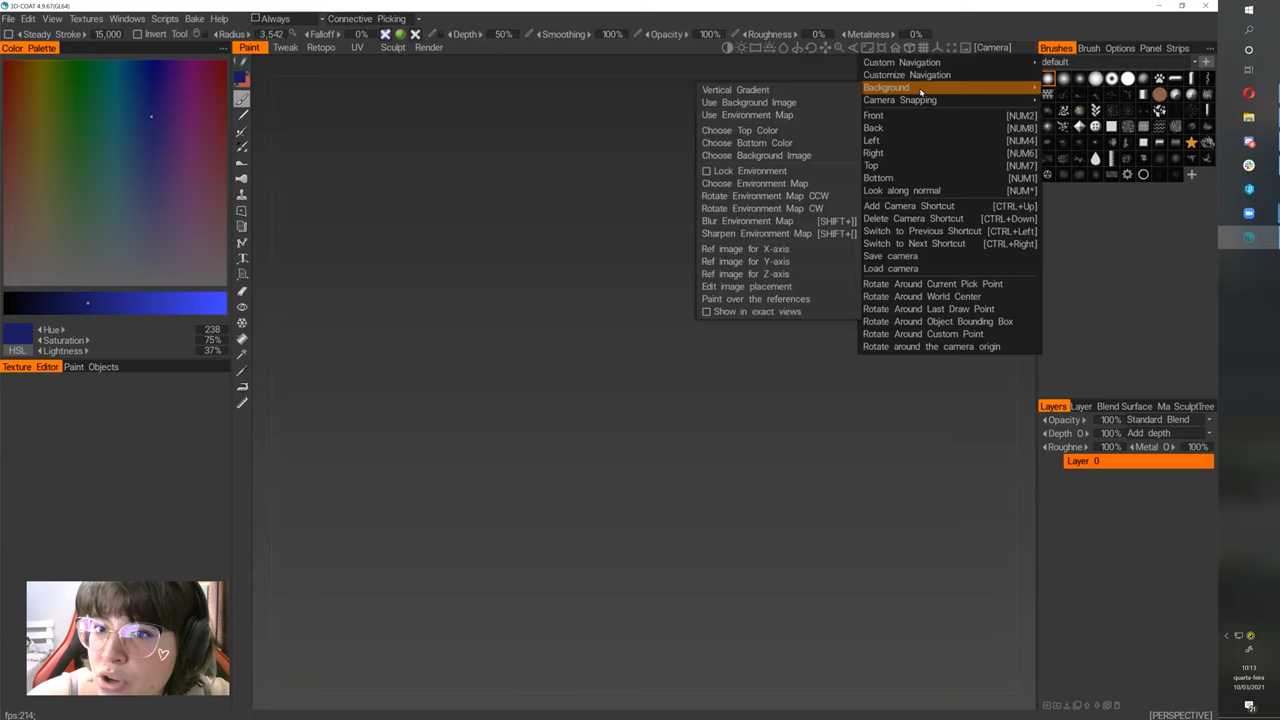 3D-COAT 4.9.67(GL64)
File Edit View Textures Windows Scripts Bake Help Always Connective Picking
Steady Stroke 15,000 Invert Tool Radius 3,542 Falloff 0% Depth 50% Smoothing 100% Opacity 100% Roughness 0% Metalness 0%
Color Palette
Paint Tweak Retopo UV Sculpt Render
[Camera]
Brushes Brush Options Panel Strips
default
Custom Navigation
Customize Navigation
Background
Camera Snapping
Front [NUM2]
Back [NUM8]
Left [NUM4]
Right [NUM6]
Top [NUM7]
Bottom [NUM1]
Look along normal [NUM*]
Add Camera Shortcut [CTRL+Up]
Delete Camera Shortcut [CTRL+Down]
Switch to Previous Shortcut [CTRL+Left]
Switch to Next Shortcut [CTRL+Right]
Save camera
Load camera
Rotate Around Current Pick Point
Rotate Around World Center
Rotate Around Last Draw Point
Rotate Around Object Bounding Box
Rotate Around Custom Point
Rotate around the camera origin
Vertical Gradient
Use Background Image
Use Environment Map
Choose Top Color
Choose Bottom Color
Choose Background Image
Lock Environment
Choose Environment Map
Rotate Environment Map CCW
Rotate Environment Map CW
Blur Environment Map [SHIFT+]]
Sharpen Environment Map [SHIFT+[]
Ref image for X-axis
Ref image for Y-axis
Ref image for Z-axis
Edit image placement
Paint over the references
Show in exact views
Hue 238
Saturation 75%
HSL Lightness 37%
Texture Editor Paint Objects
Layers Layer Blend Surface Ma SculptTree
Opacity 100% Standard Blend
Depth O 100% Add depth
Roughne 100% Metal O 100%
Layer 0
10:13
quarta-feira
10/03/2021
fps:214;
[PERSPECTIVE]